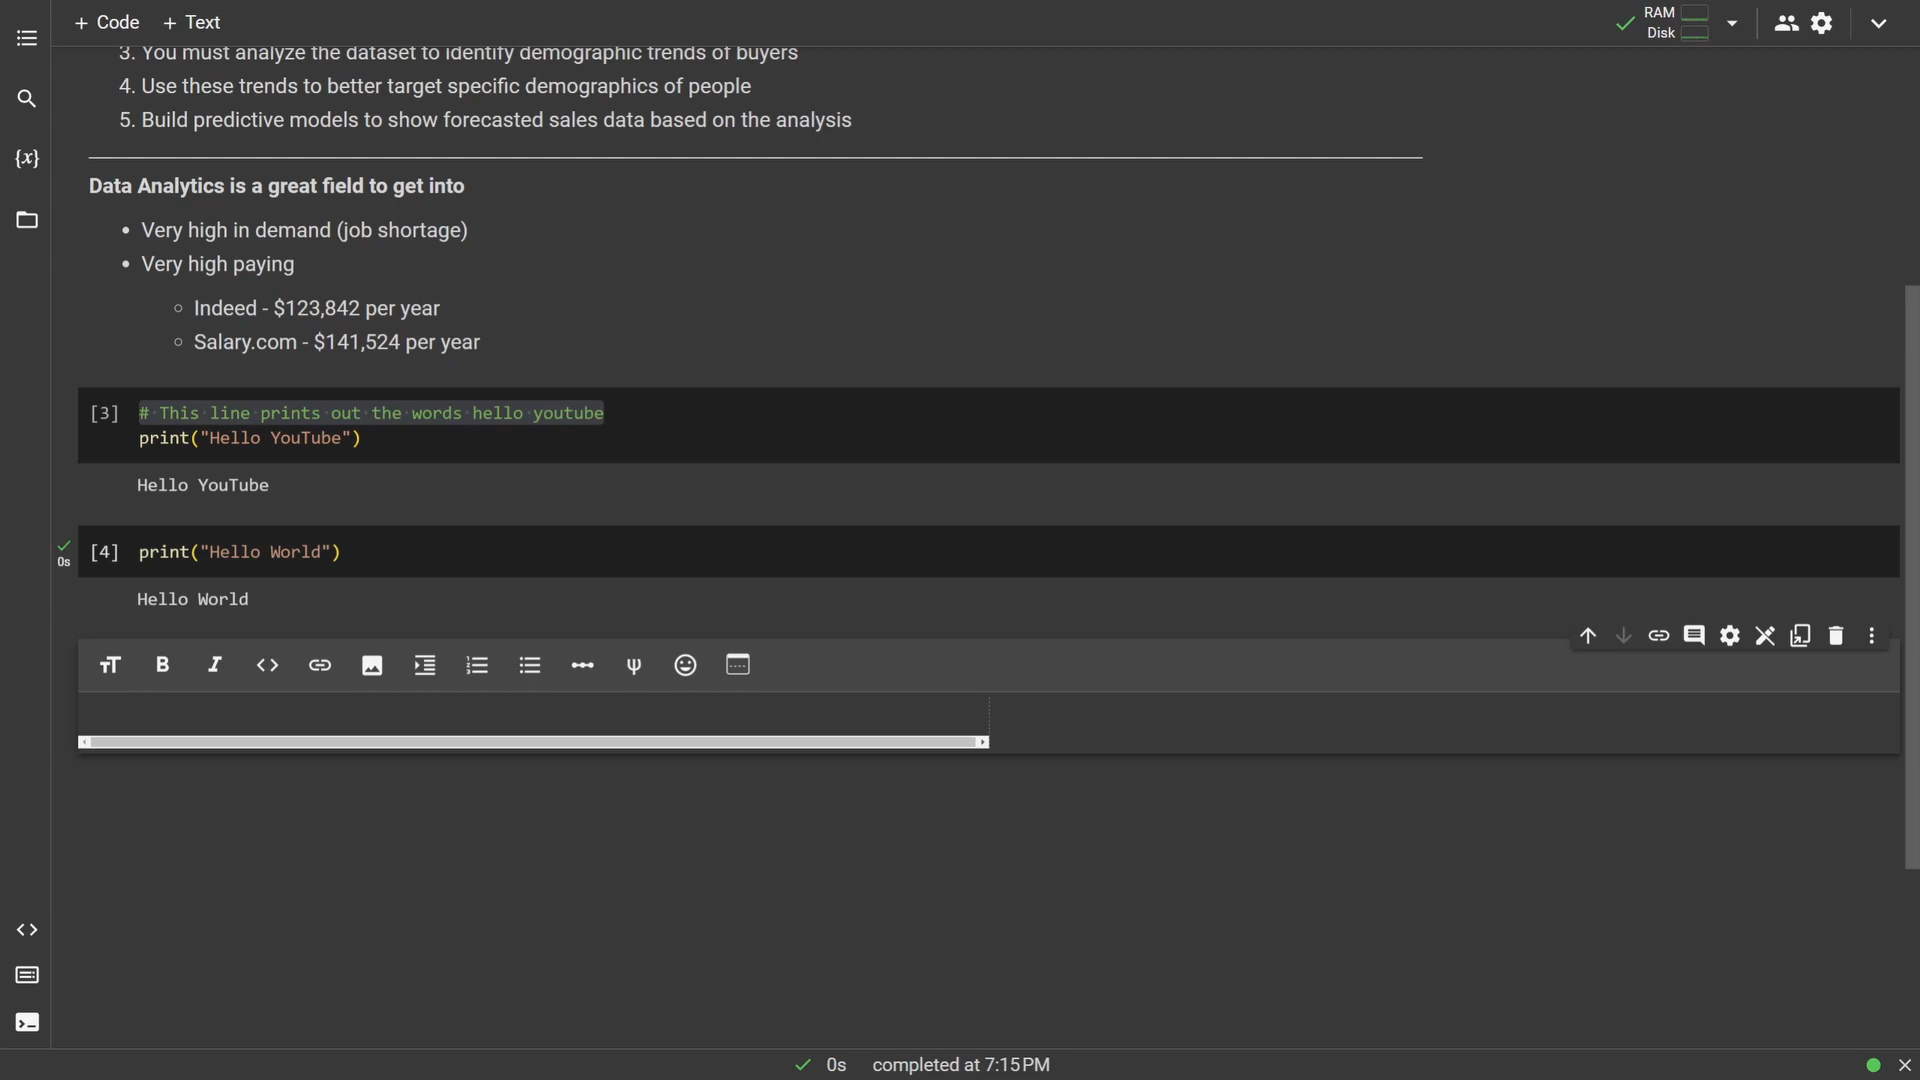 + Code + Text
RAM
Disk
3. You must analyze the dataset to identify demographic trends of buyers
4. Use these trends to better target specific demographics of people
5. Build predictive models to show forecasted sales data based on the analysis
{x}
Data Analytics is a great field to get into
• Very high in demand (job shortage)
• Very high paying
○ Indeed - $123,842 per year
○ Salary.com - $141,524 per year
[3] # This line prints out the words hello youtube
print("Hello YouTube")
Hello YouTube
0s [4] print("Hello World")
Hello World
0s completed at 7:15 PM